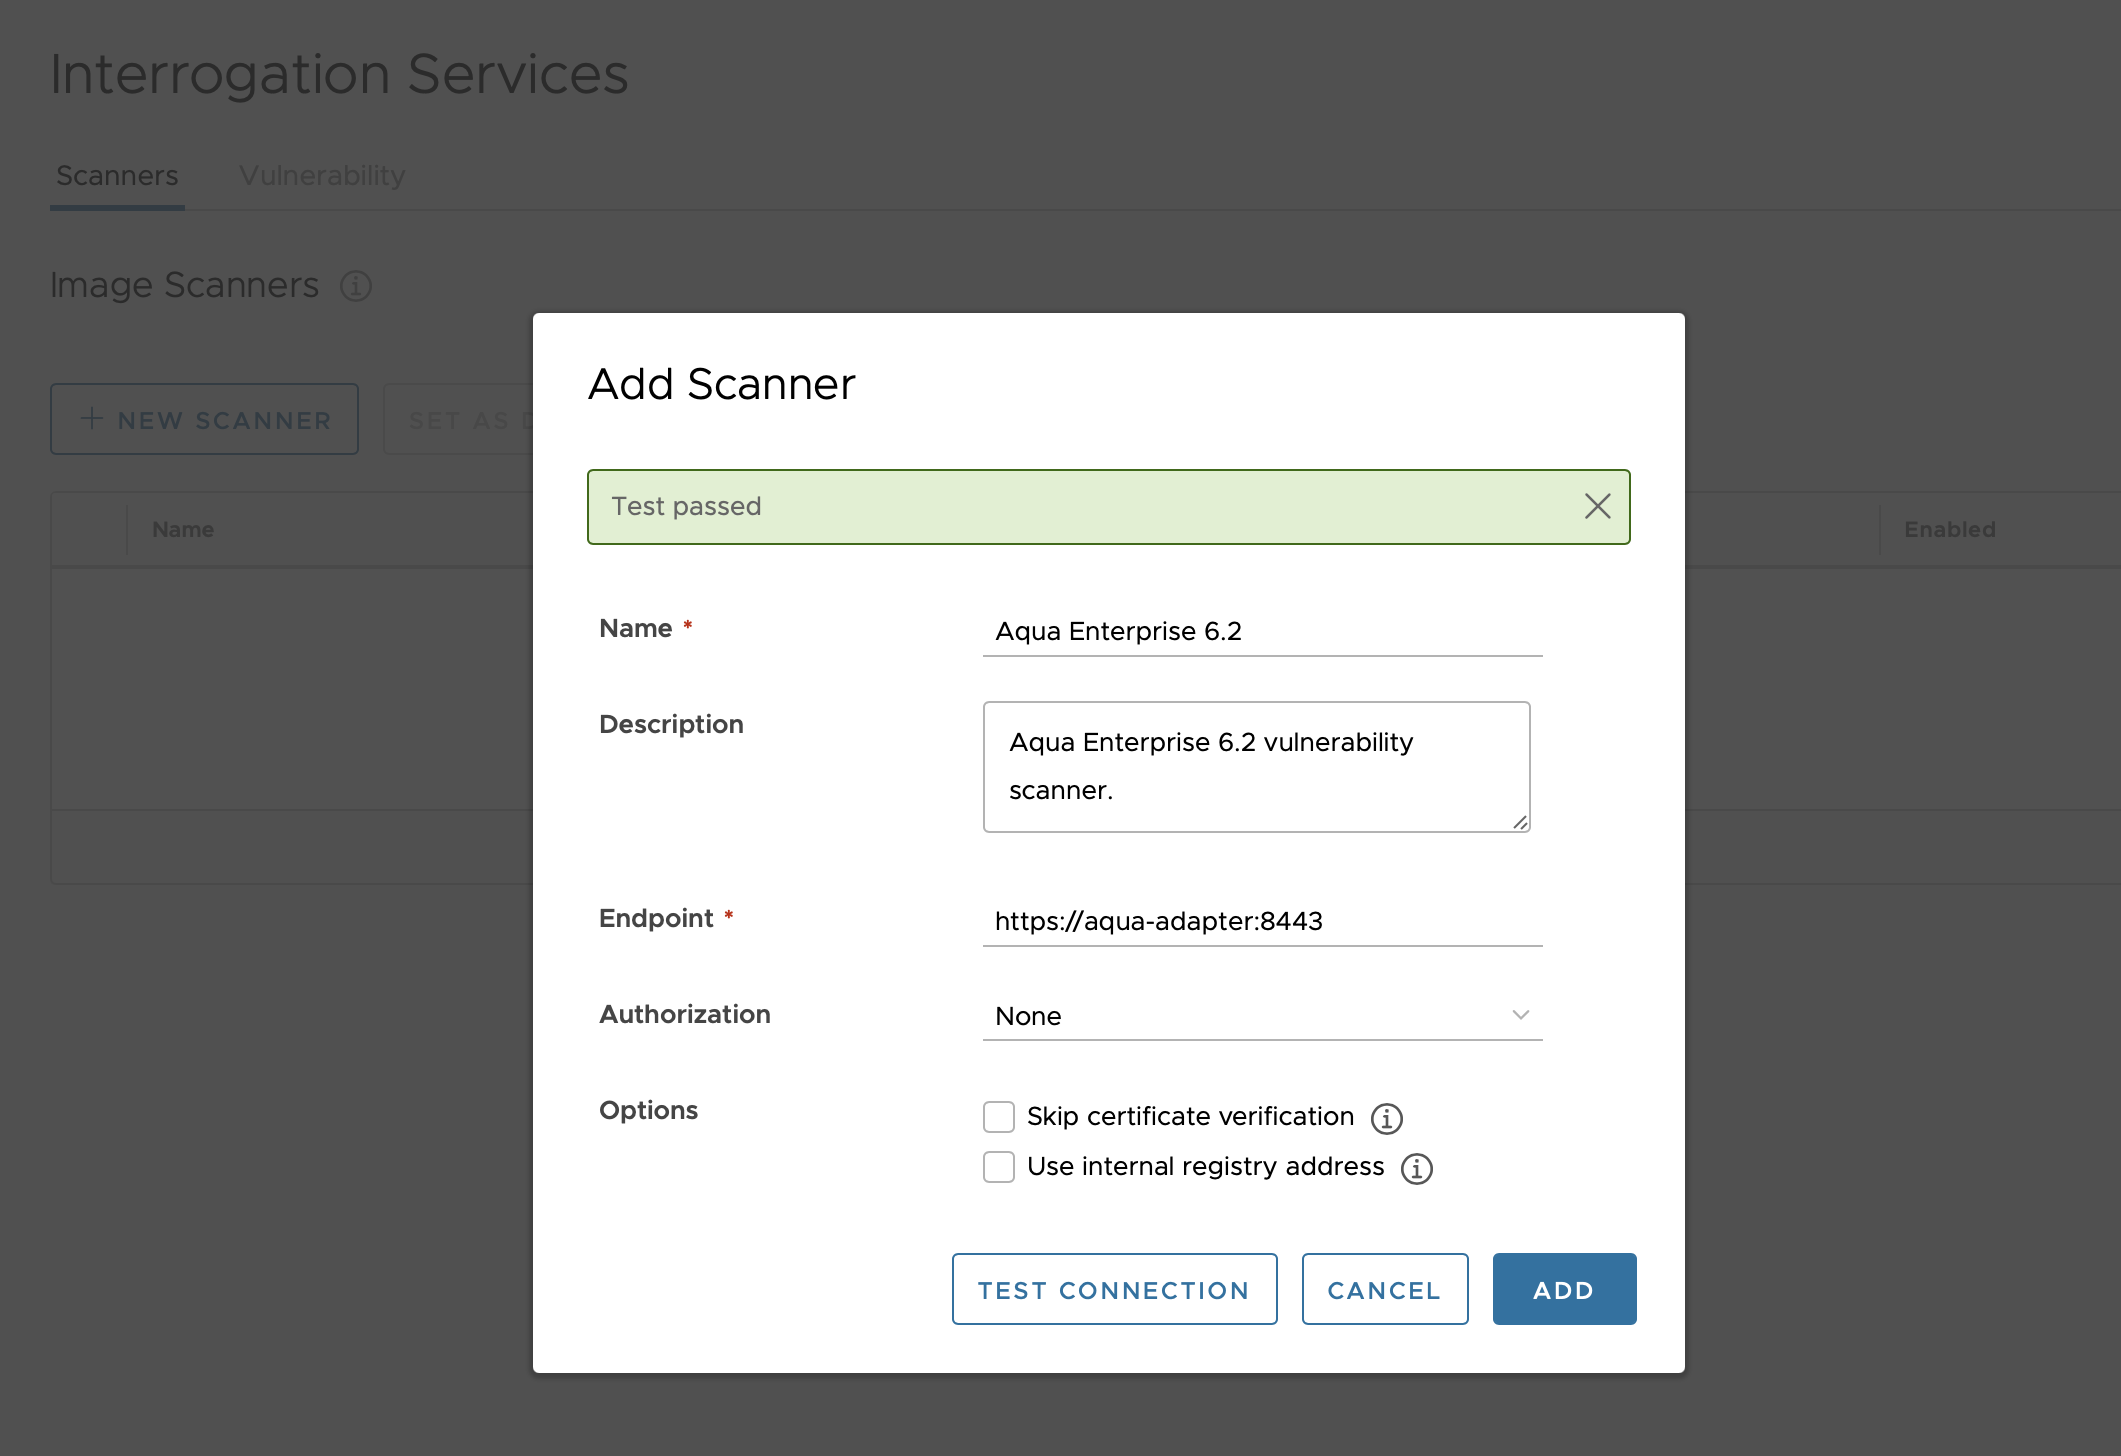 Interrogation Services
Scanners Vulnerability
Image Scanners
NEW SCANNER SET AS
Name Enabled
Add Scanner
Test passed
Name * Aqua Enterprise 6.2
Description Aqua Enterprise 6.2 vulnerability
scanner.
Endpoint * https://aqua-adapter:8443
Authorization None
Options Skip certificate verification
Use internal registry address
TEST CONNECTION CANCEL ADD